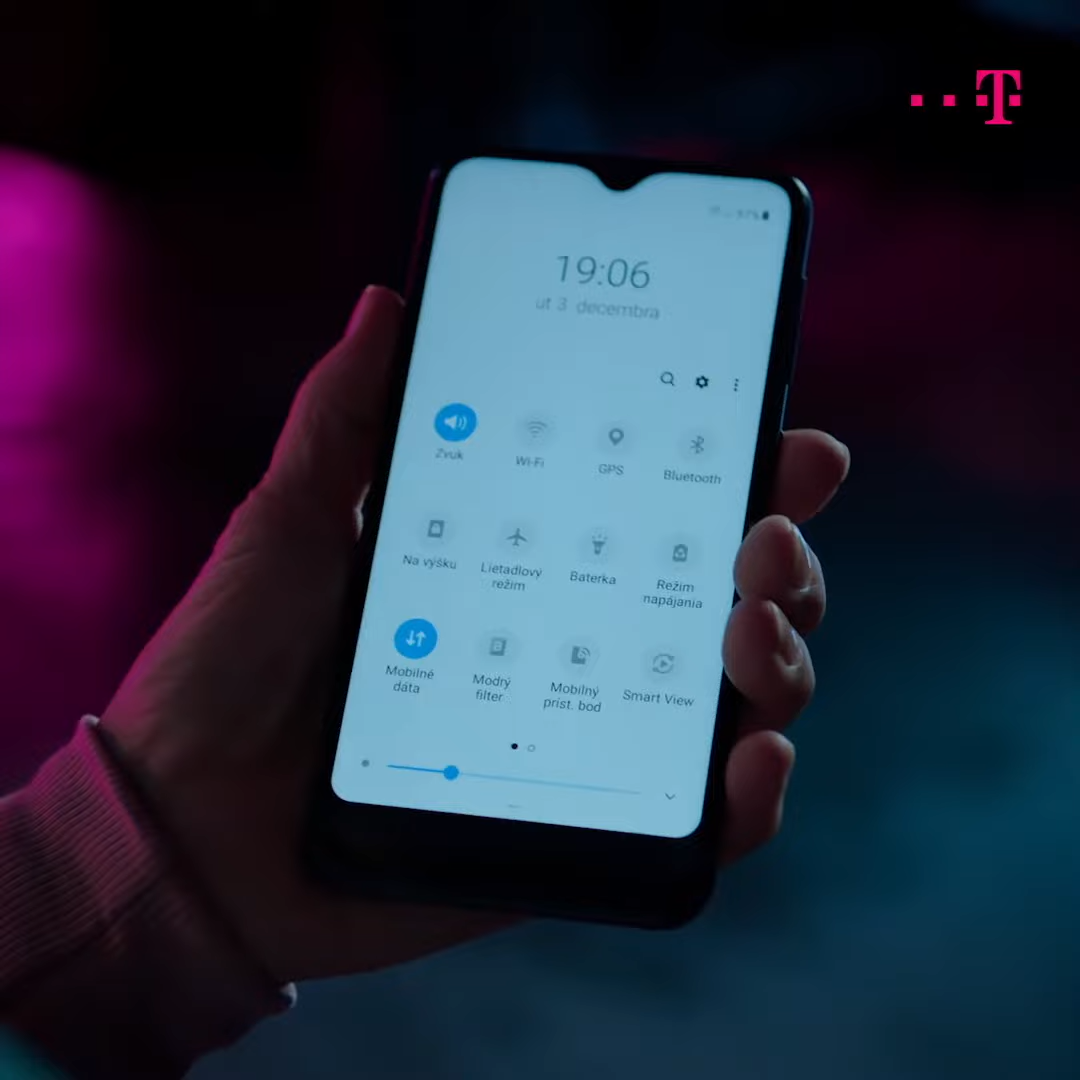 T
19:06
ut 3 decembra
Zvuk
Wi-Fi
GPS
Bluetooth
Na výšku
Lietadlový
režim
Baterka
Režim
napájania
Mobilné
dáta
Modrý
filter
Mobilný
príst. bod
Smart View